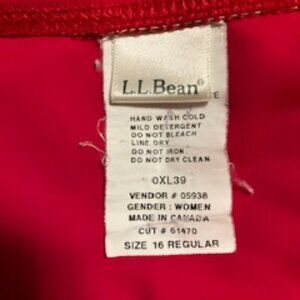 L.L.Bean®
E
HAND WASH COLD
MILD DETERGENT
DO NOT BLEACH
LINE DRY
DO NOT IRON
DO NOT DRY CLEAN
0XL39
VENDOR # 05938
GENDER: WOMEN
MADE IN CANADA
CUT # 61470
SIZE 16 REGULAR